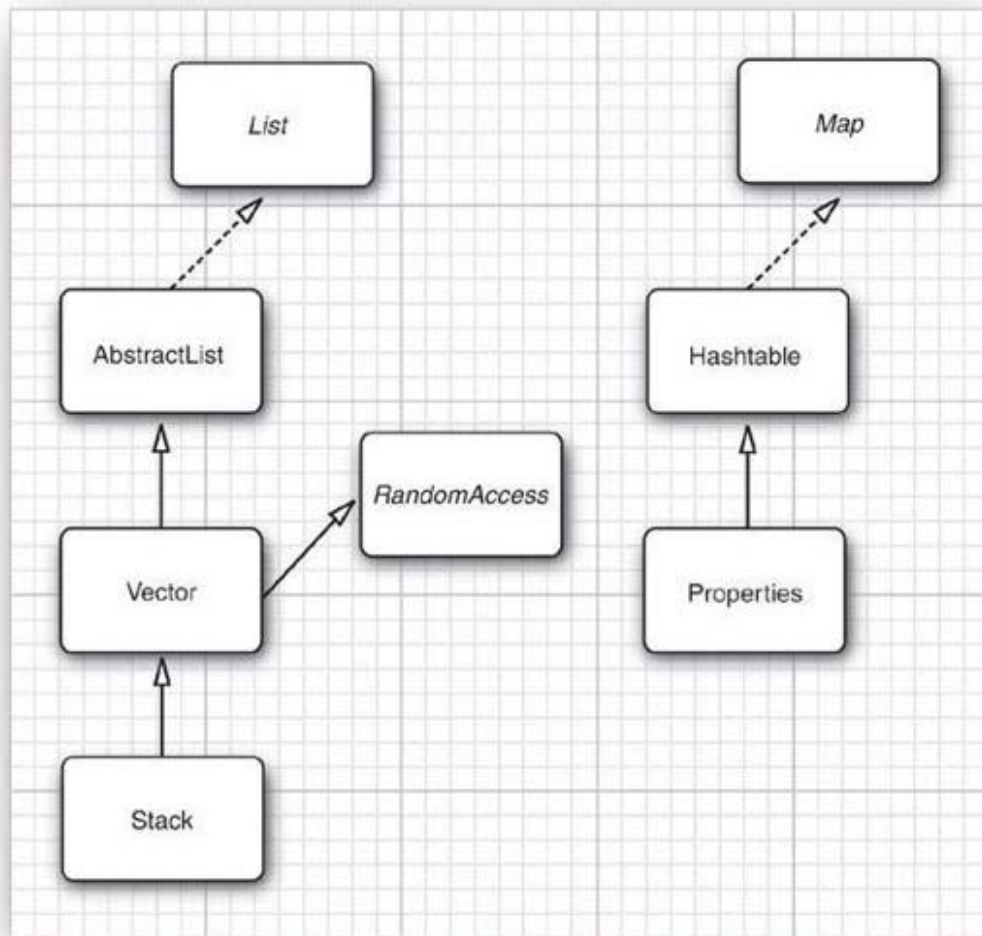 List
Map
AbstractList
Hashtable
RandomAccess
Vector
Properties
Stack